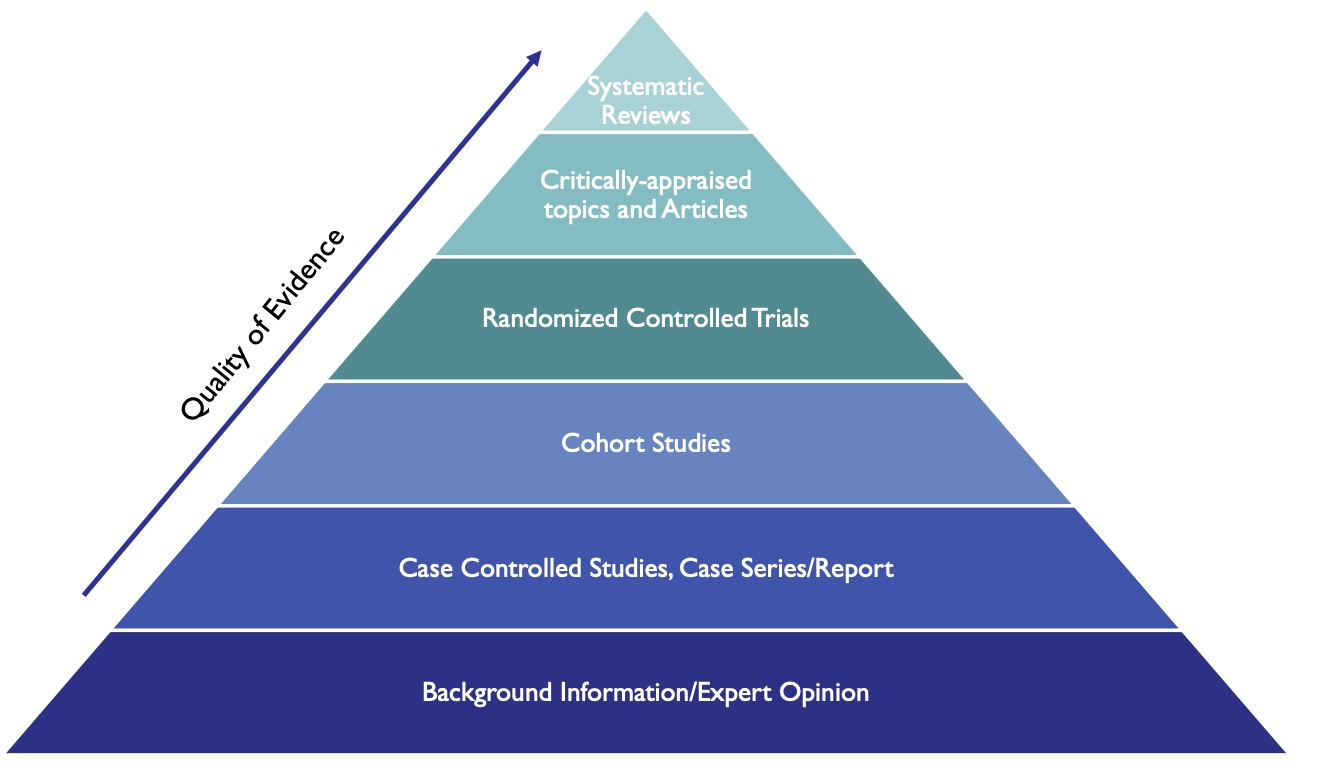 Systematic
Reviews
Critically-appraised
topics and Articles
Randomized Controlled Trials
Cohort Studies
Case Controlled Studies, Case Series/Report
Background Information/Expert Opinion
Quality of Evidence